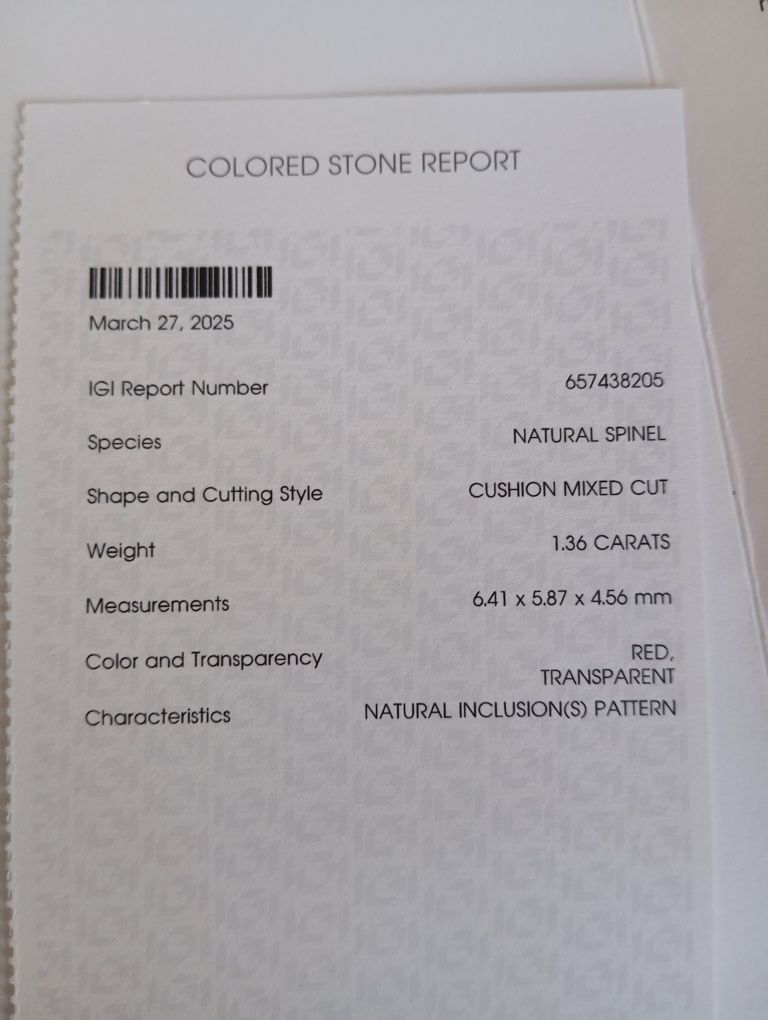 COLORED STONE REPORT
March 27, 2025
IGI Report Number 657438205
Species NATURAL SPINEL
Shape and Cutting Style CUSHION MIXED CUT
Weight 1.36 CARATS
Measurements 6.41 x 5.87 x 4.56 mm
Color and Transparency RED,
TRANSPARENT
Characteristics NATURAL INCLUSION(S) PATTERN